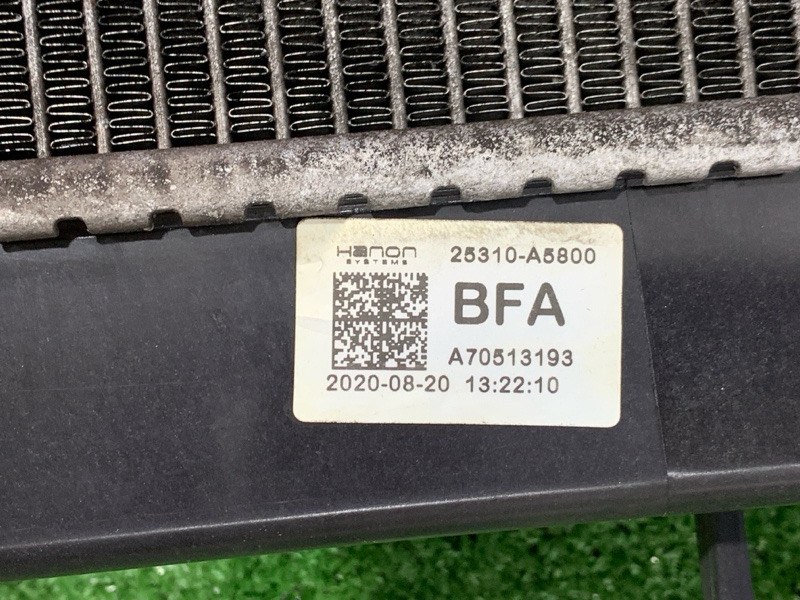 Hanon
SYSTEMS
25310-A5800
BFA
A70513193
2020-08-20 13:22:10